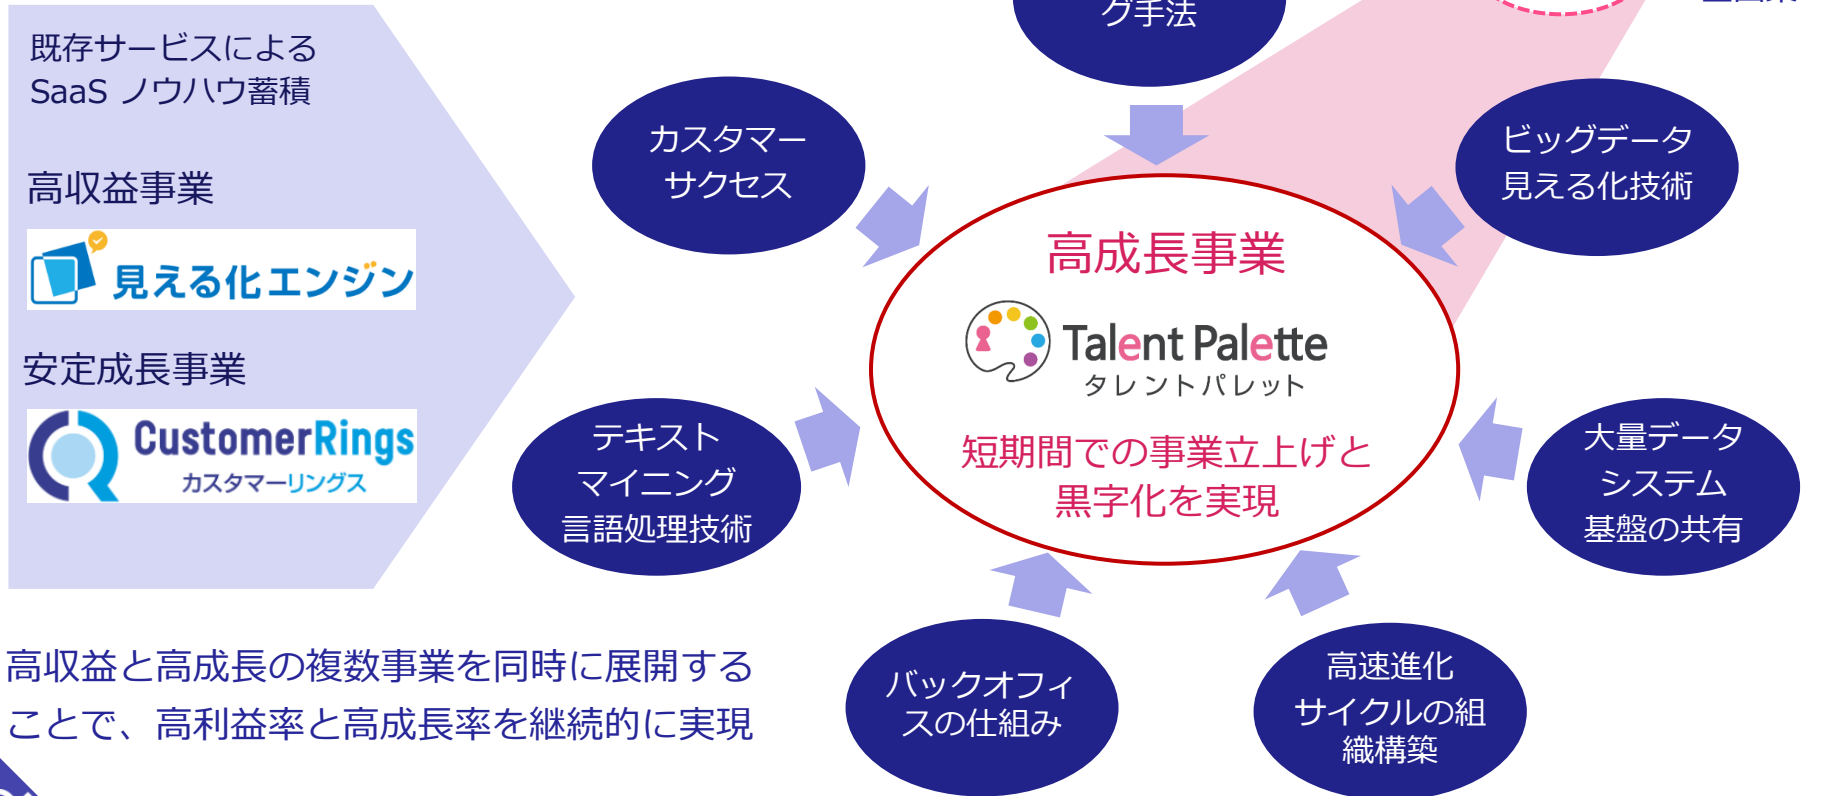 既存サービスによる
SaaS ノウハウ蓄積
高収益事業
見える化エンジン
安定成長事業
CustomerRings
カスタマーリングス
グ手法
カスタマー
サクセス
ビッグデータ
見える化技術
高成長事業
Talent Palette
タレントパレット
短期間での事業立上げと
黒字化を実現
テキスト
マイニング
言語処理技術
大量データ
システム
基盤の共有
バックオフィ
スの仕組み
高速進化
サイクルの組
織構築
高収益と高成長の複数事業を同時に展開する
ことで、高利益率と高成長率を継続的に実現